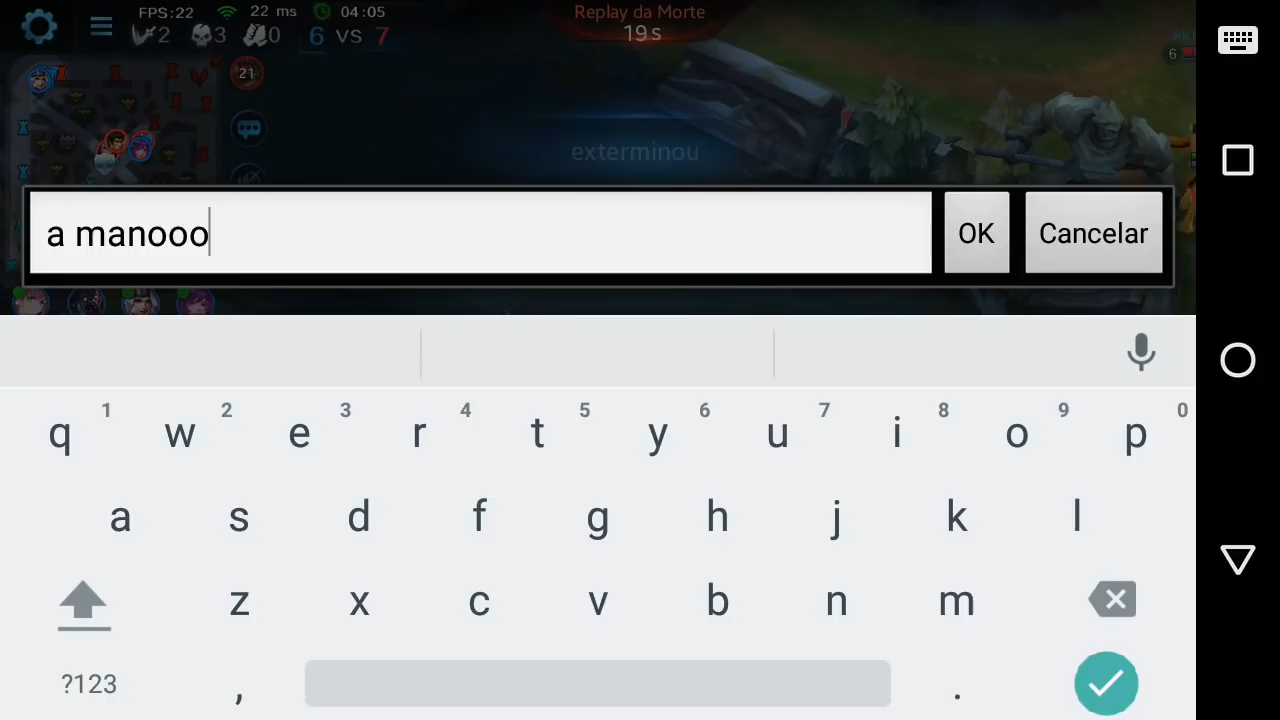 FPS:22 22 ms 04:05
2 3 0 6 VS 7
Replay da Morte
19 s
21
6
exterminou
a manooo
OK
Cancelar
1 2 3 4 5 6 7 8 9 0
q w e r t y u i o p
a s d f g h j k l
z x c v b n m
?123 , .